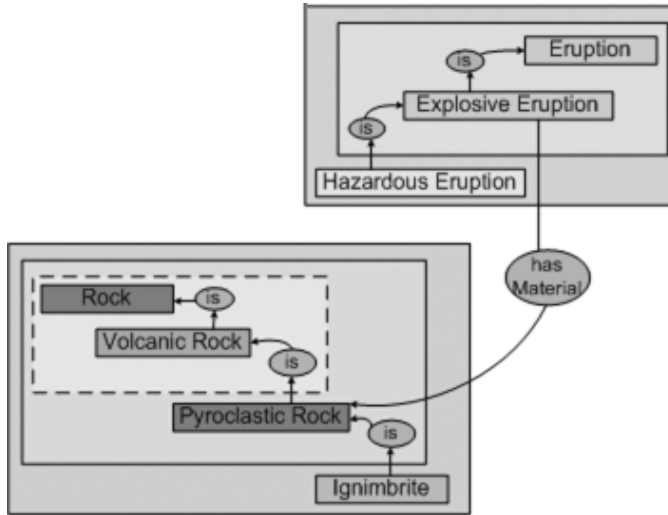 Eruption
is
Explosive Eruption
is
Hazardous Eruption
has
Material
Rock
is
Volcanic Rock
is
Pyroclastic Rock
is
Ignimbrite